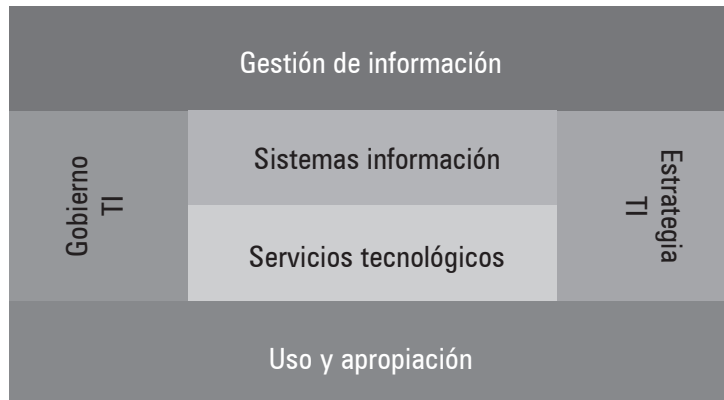 Gestión de información
Gobierno
TI
Sistemas información
Servicios tecnológicos
Estrategia
TI
Uso y apropiación